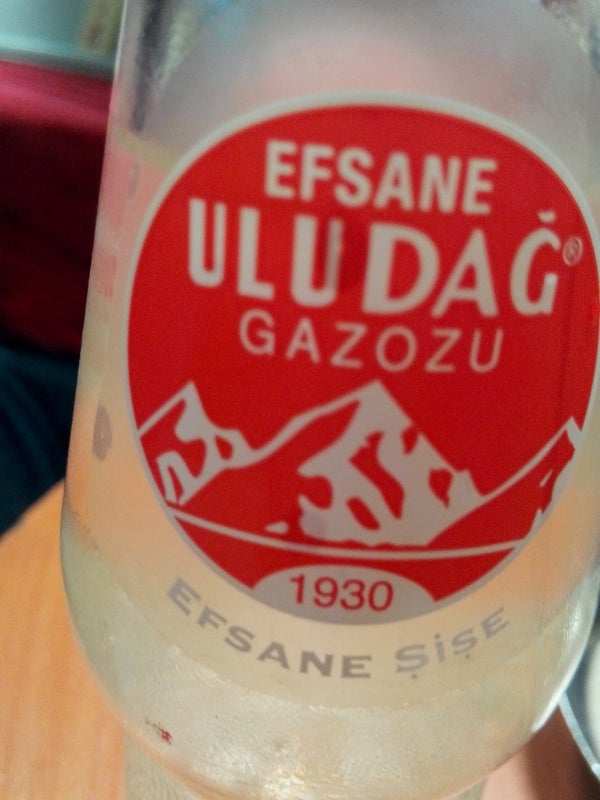 EFSANE
ULUDAĞ®
GAZOZU
1930
EFSANE ŞİŞE